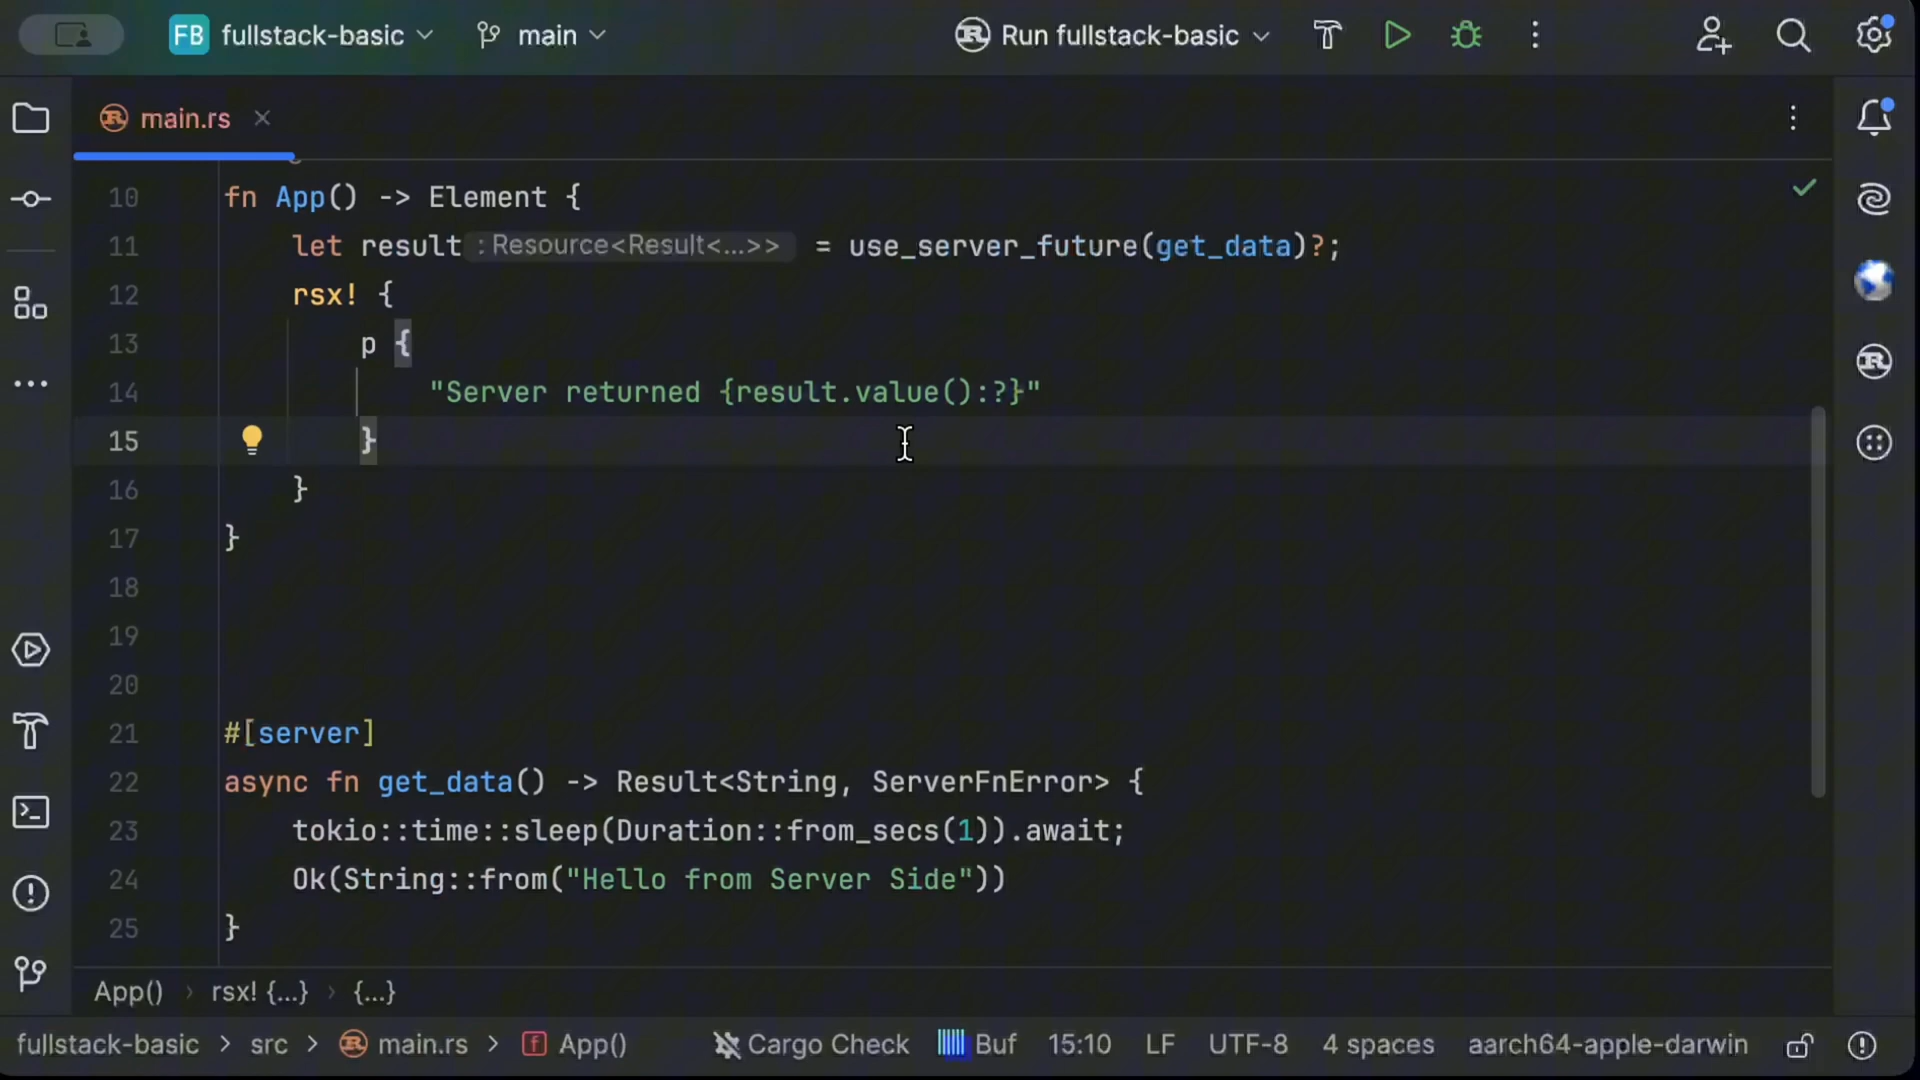 FB fullstack-basic main Run fullstack-basic
main.rs
10 fn App() -> Element {
11 let result : Resource<Result<...>> = use_server_future(get_data)?;
12 rsx! {
13 p {
14 "Server returned {result.value():?}"
15 }
16 }
17 }
18
19
20
21 #[server]
22 async fn get_data() -> Result<String, ServerFnError> {
23 tokio::time::sleep(Duration::from_secs(1)).await;
24 Ok(String::from("Hello from Server Side"))
25 }
App() › rsx! {...} › {...}
fullstack-basic > src > main.rs > f App() Cargo Check Buf 15:10 LF UTF-8 4 spaces aarch64-apple-darwin